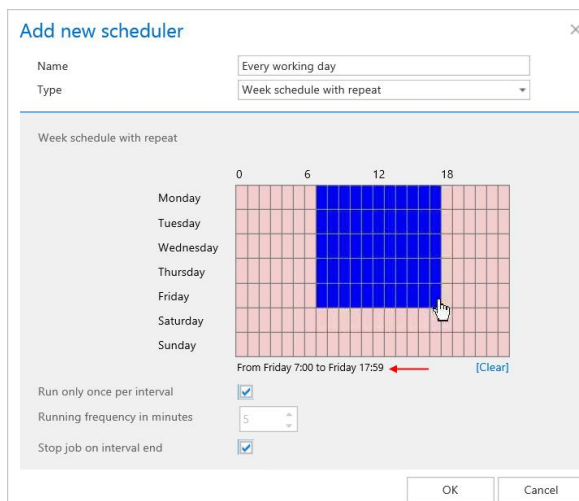 Add new scheduler
Name Every working day
Type Week schedule with repeat
Week schedule with repeat
0 6 12 18
Monday
Tuesday
Wednesday
Thursday
Friday
Saturday
Sunday
From Friday 7:00 to Friday 17:59 [Clear]
Run only once per interval
Running frequency in minutes 5
Stop job on interval end
OK Cancel